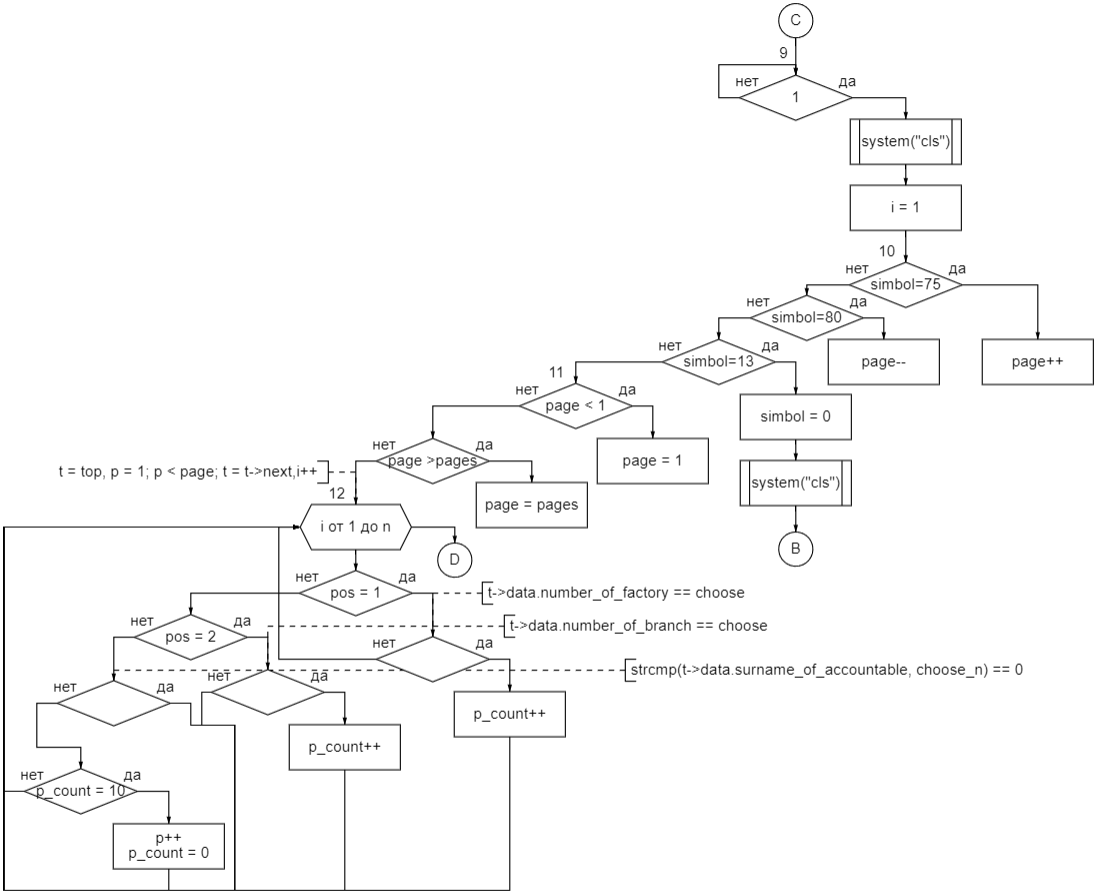 C
9
нет
да
1
system("cls")
i = 1
10
нет
да
simbol=75
нет
да
simbol=80
page--
page++
нет
да
simbol=13
11
нет
да
page < 1
simbol = 0
нет
да
page >pages
page = 1
system("cls")
t = top, p = 1; p < page; t = t->next,i++
12
page = pages
i от 1 до n
D
B
нет
да
pos = 1
t->data.number_of_factory == choose
нет
да
pos = 2
t->data.number_of_branch == choose
нет
да
strcmp(t->data.surname_of_accountable, choose_n) == 0
нет
да
нет
да
p_count++
p_count++
нет
да
p_count = 10
p++
p_count = 0